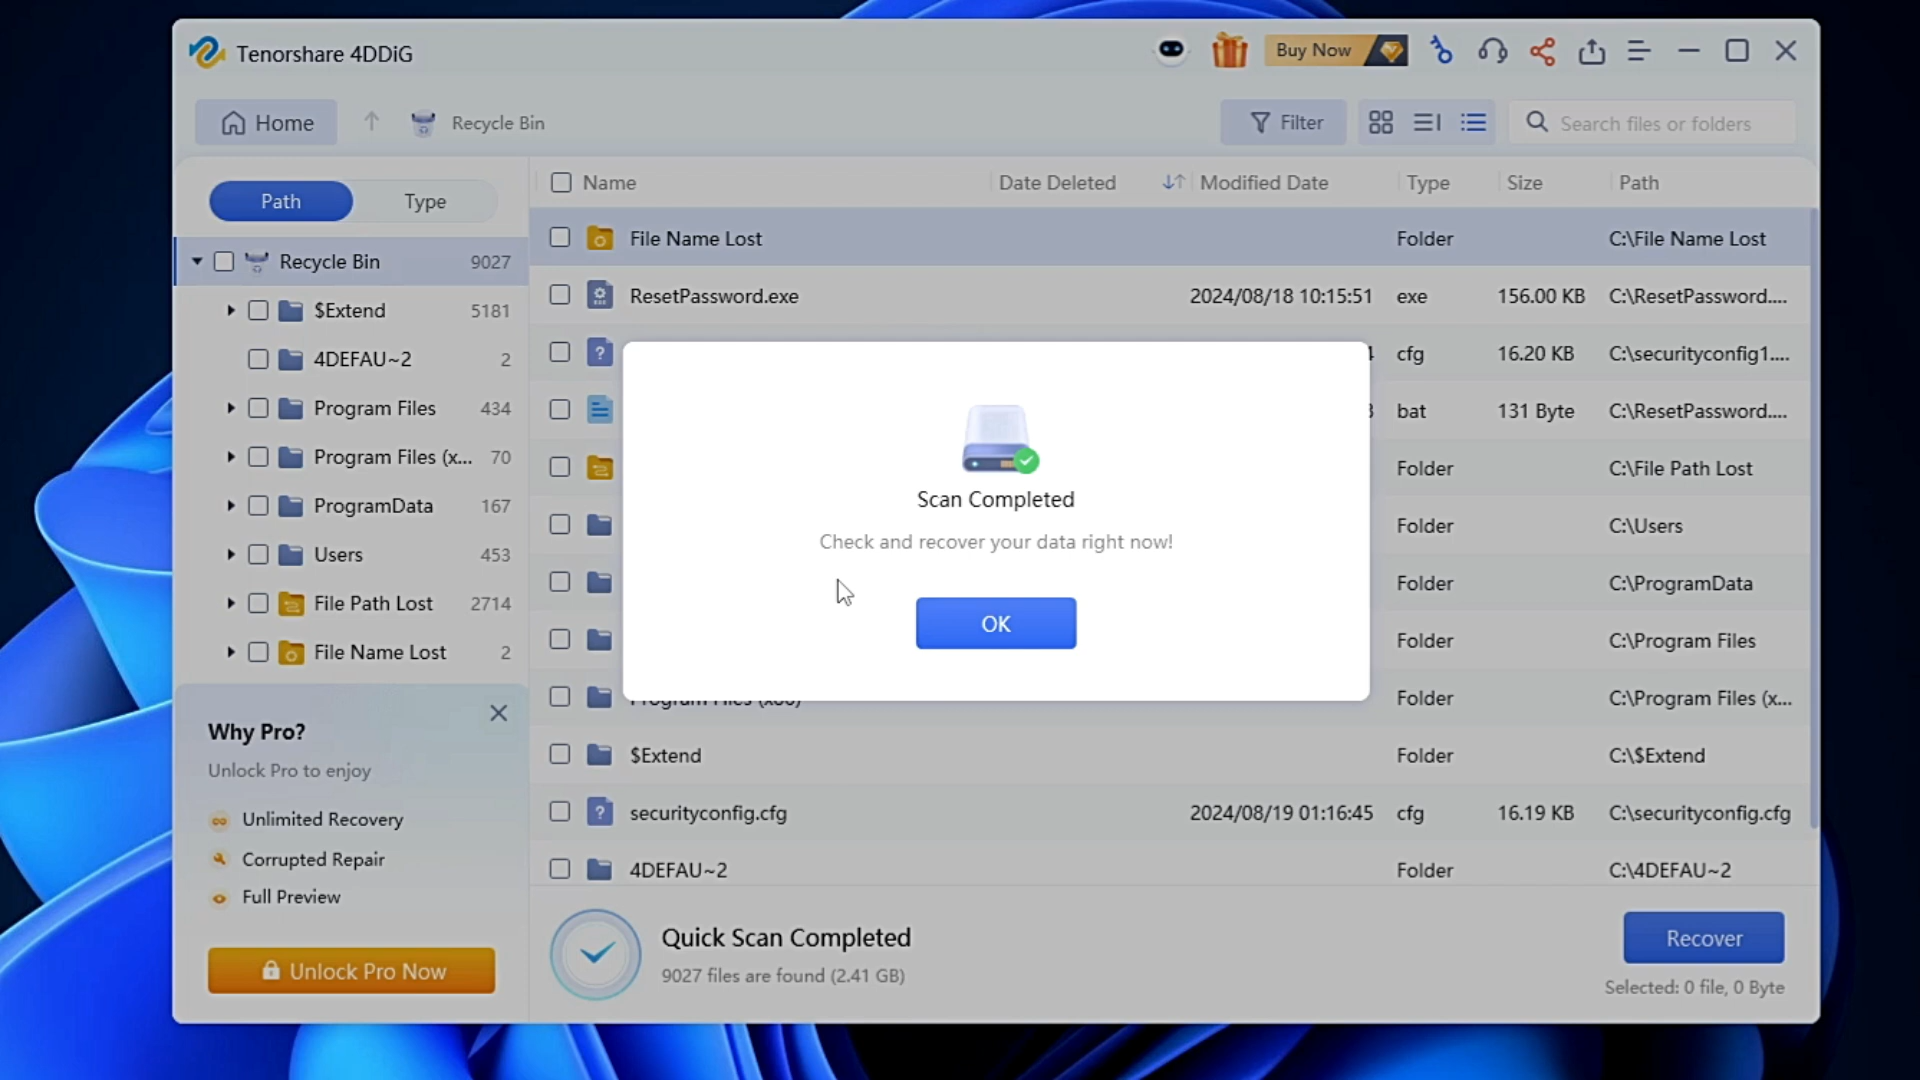 Tenorshare 4DDiG
Buy Now
Home
Recycle Bin
Filter
Search files or folders
Path
Type
Recycle Bin 9027
$Extend 5181
4DEFAU~2 2
Program Files 434
Program Files (x... 70
ProgramData 167
Users 453
File Path Lost 2714
File Name Lost 2
Why Pro?
Unlock Pro to enjoy
Unlimited Recovery
Corrupted Repair
Full Preview
Unlock Pro Now
Name Date Deleted Modified Date Type Size Path
File Name Lost Folder C:\File Name Lost
ResetPassword.exe 2024/08/18 10:15:51 exe 156.00 KB C:\ResetPassword....
cfg 16.20 KB C:\securityconfig1....
bat 131 Byte C:\ResetPassword....
Folder C:\File Path Lost
Folder C:\Users
Folder C:\ProgramData
Folder C:\Program Files
Program Files (x86) Folder C:\Program Files (x...
$Extend Folder C:\$Extend
securityconfig.cfg 2024/08/19 01:16:45 cfg 16.19 KB C:\securityconfig.cfg
4DEFAU~2 Folder C:\4DEFAU~2
Scan Completed
Check and recover your data right now!
OK
Quick Scan Completed
9027 files are found (2.41 GB)
Recover
Selected: 0 file, 0 Byte